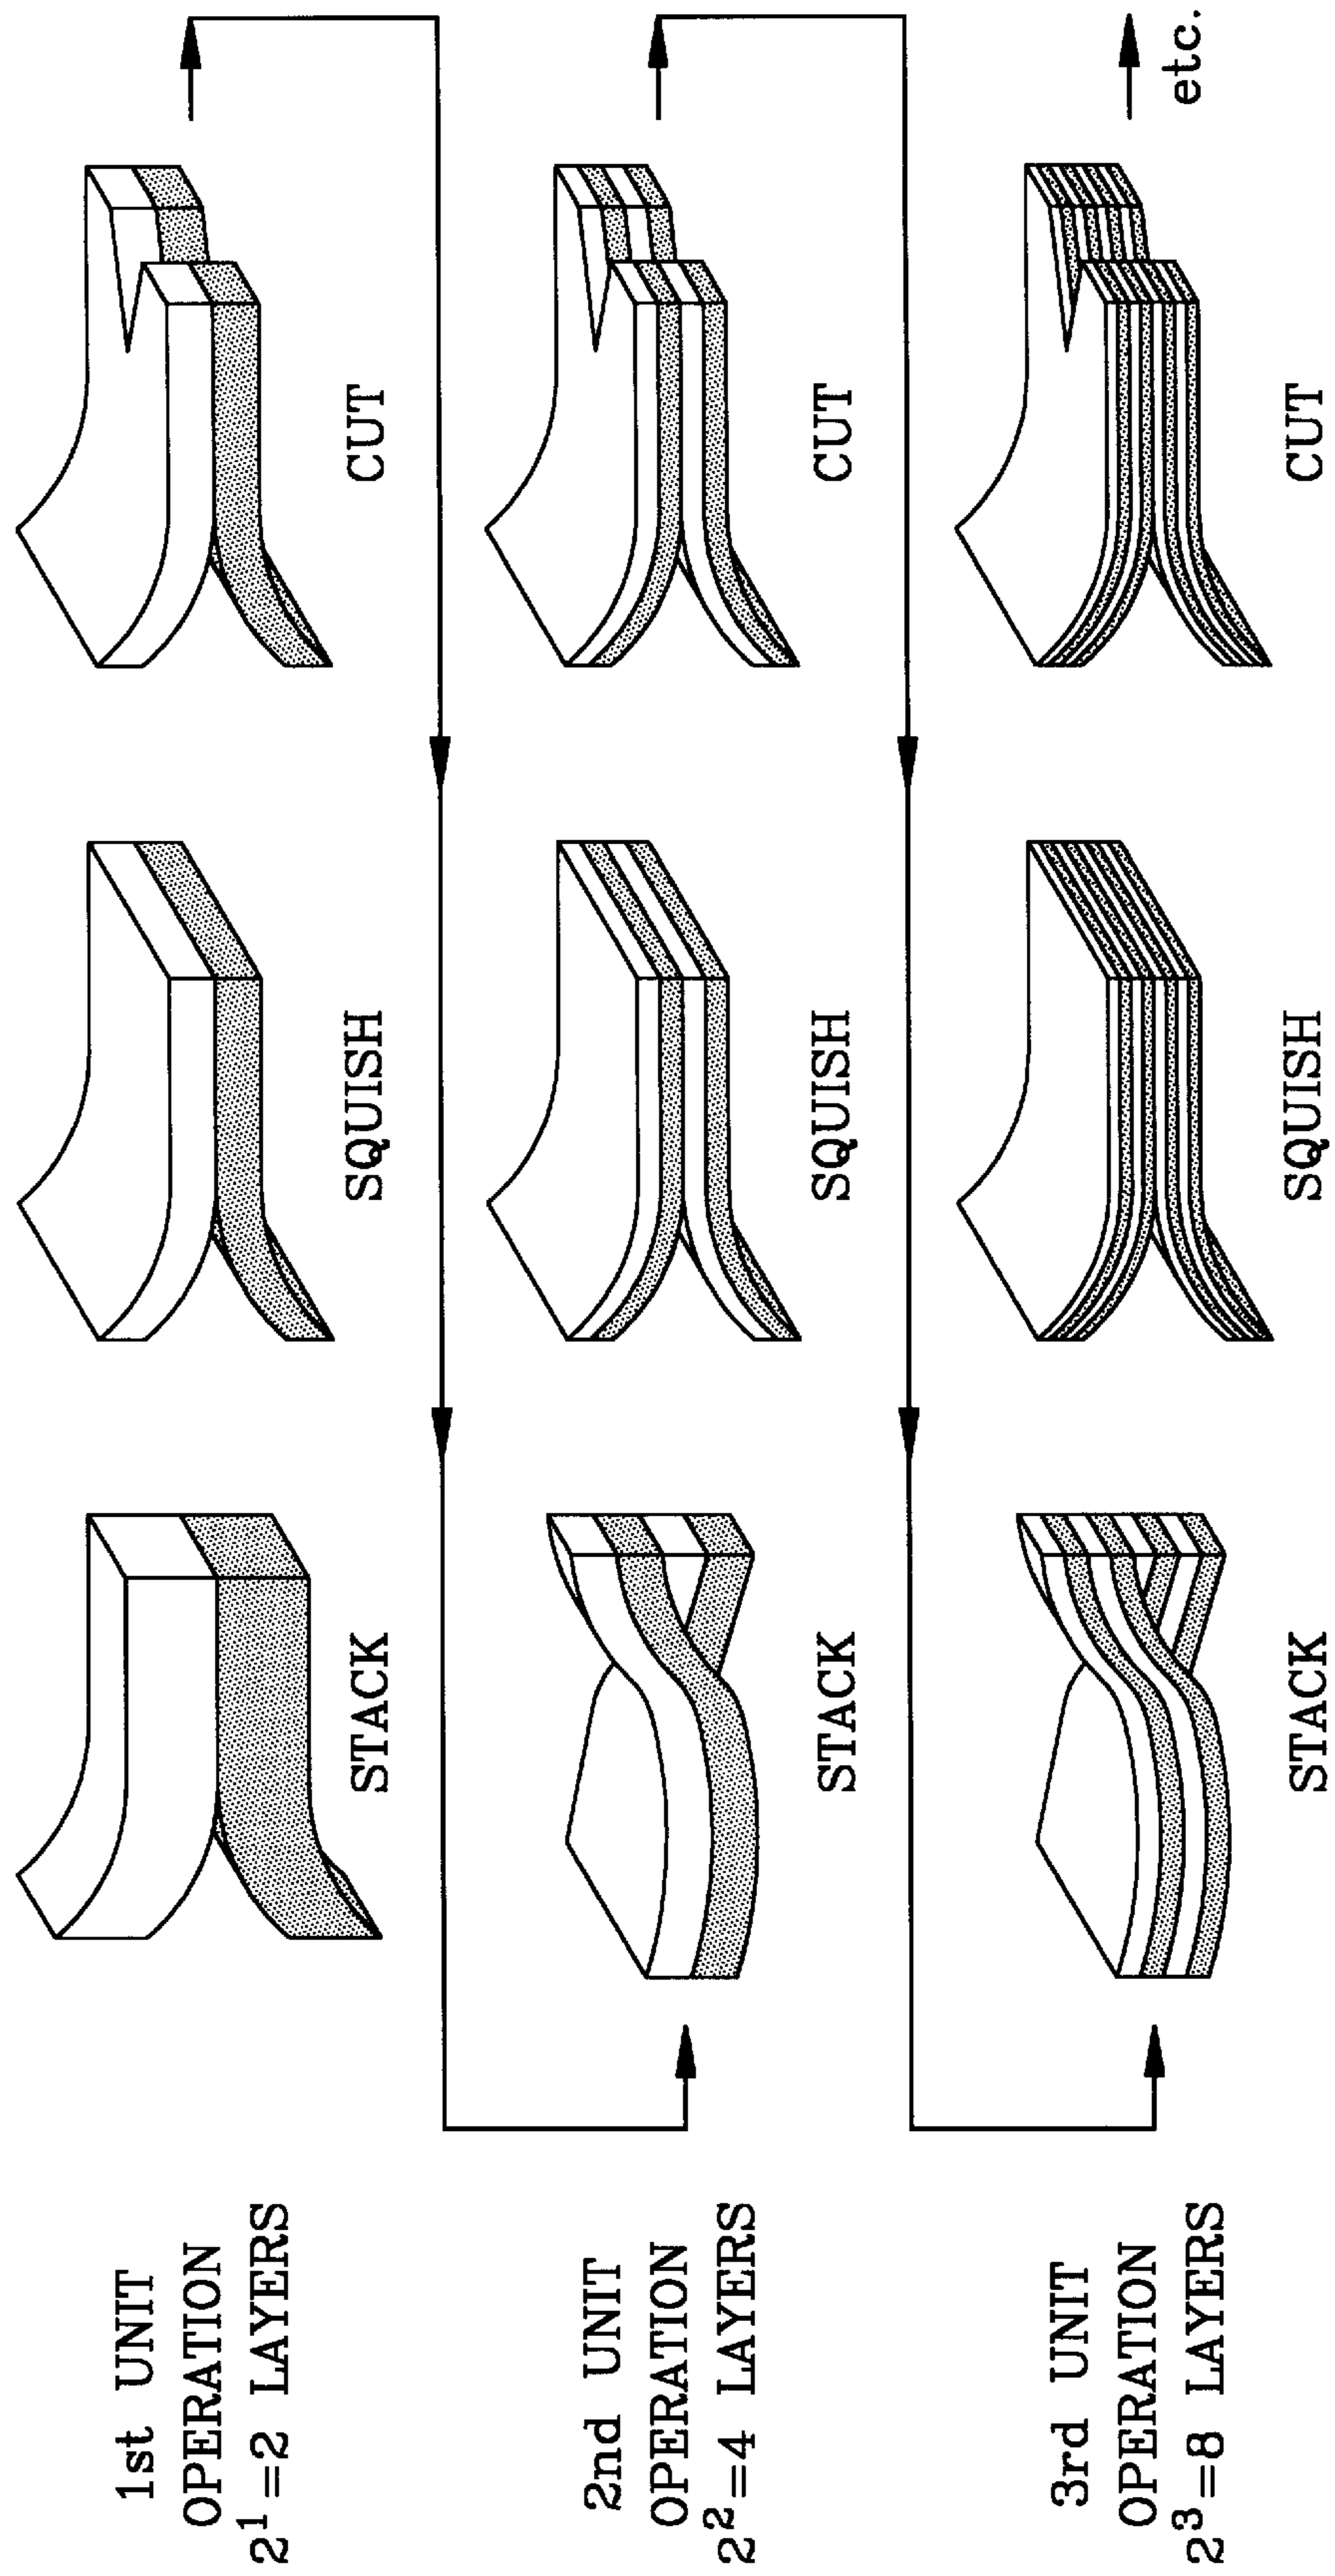 1st UNIT
OPERATION
2¹=2 LAYERS
STACK
SQUISH
CUT
2nd UNIT
OPERATION
2²=4 LAYERS
STACK
SQUISH
CUT
3rd UNIT
OPERATION
2³=8 LAYERS
STACK
SQUISH
CUT
etc.